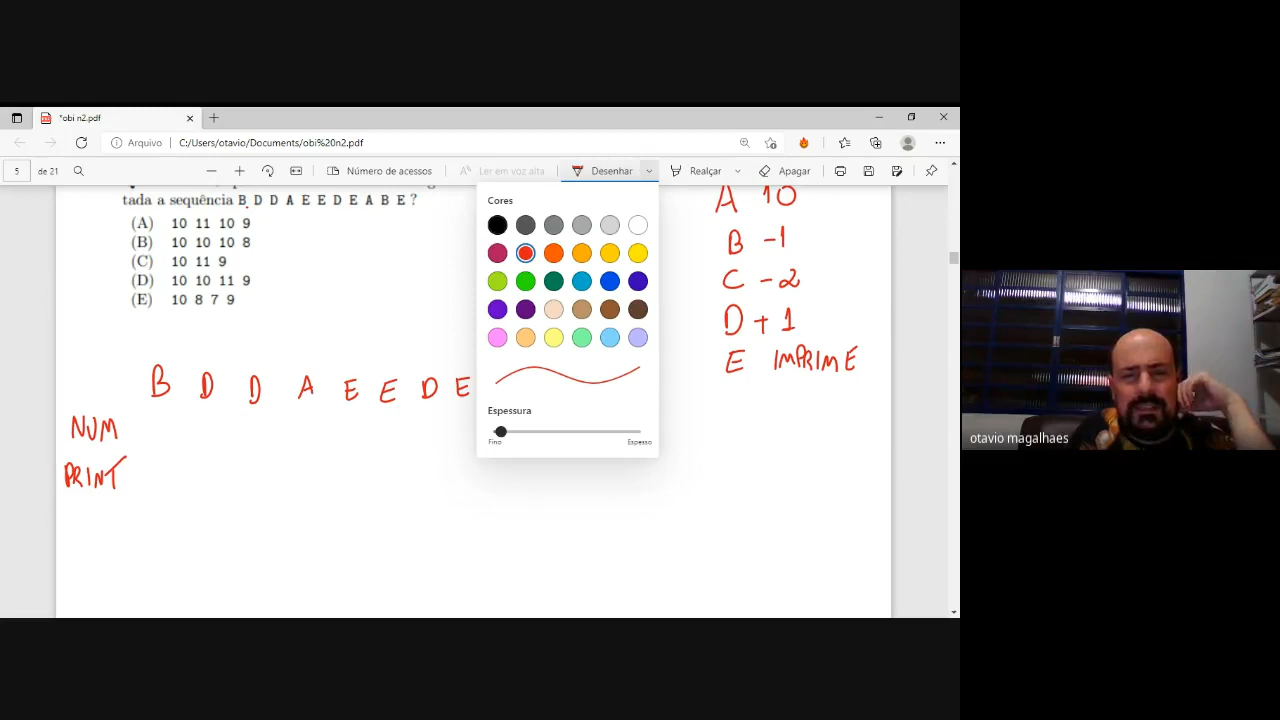 *obi n2.pdf
Arquivo C:/Users/otavio/Documents/obi%20n2.pdf
5 de 21 Número de acessos Ler em voz alta Desenhar Realçar Apagar
tada a sequência B D D A E E D E A B E ?
(A) 10 11 10 9
(B) 10 10 10 8
(C) 10 11 9
(D) 10 10 11 9
(E) 10 8 7 9
Cores
Espessura
Fino Espesso
A 10
B -1
C -2
D + 1
E IMPRIME
B D D A E E D E
NUM
PRINT
otavio magalhaes